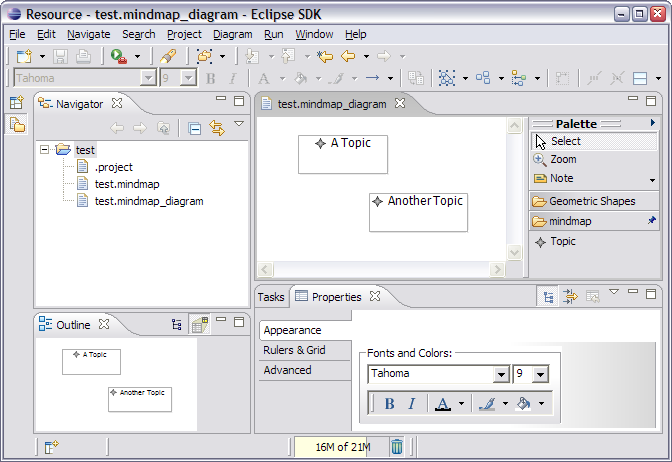 Resource - test.mindmap_diagram - Eclipse SDK
File Edit Navigate Search Project Diagram Run Window Help
Tahoma 9 B I A
Navigator
test
.project
test.mindmap
test.mindmap_diagram
test.mindmap_diagram
A Topic
Another Topic
Palette
Select
Zoom
Note
Geometric Shapes
mindmap
Topic
Outline
A Topic
Another Topic
Tasks Properties
Appearance
Rulers & Grid
Advanced
Fonts and Colors:
Tahoma 9
B I A
16M of 21M